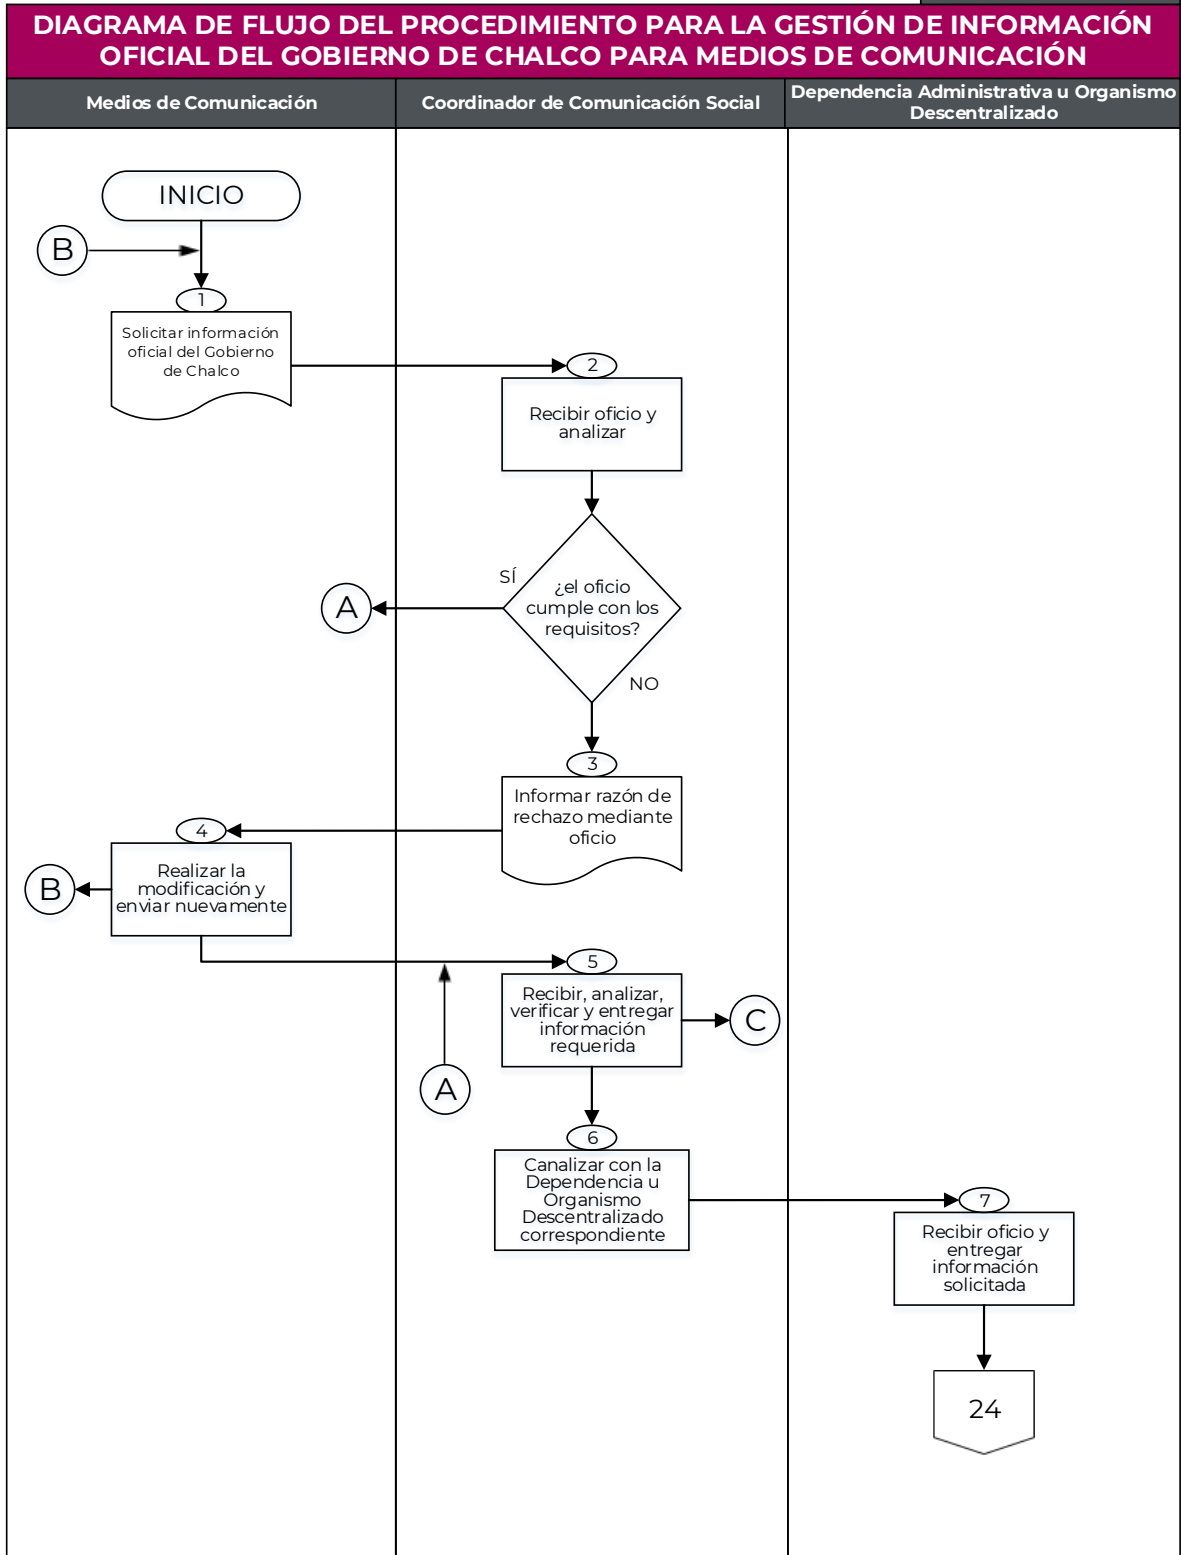 DIAGRAMA DE FLUJO DEL PROCEDIMIENTO PARA LA GESTIÓN DE INFORMACIÓN
OFICIAL DEL GOBIERNO DE CHALCO PARA MEDIOS DE COMUNICACIÓN
Medios de Comunicación
Coordinador de Comunicación Social
Dependencia Administrativa u Organismo
Descentralizado
INICIO
B
1
Solicitar información
oficial del Gobierno
de Chalco
2
Recibir oficio y
analizar
SÍ
¿el oficio
cumple con los
requisitos?
A
NO
3
Informar razón de
rechazo mediante
oficio
4
Realizar la
modificación y
enviar nuevamente
B
5
Recibir, analizar,
verificar y entregar
información
requerida
C
A
6
Canalizar con la
Dependencia u
Organismo
Descentralizado
correspondiente
7
Recibir oficio y
entregar
información
solicitada
24